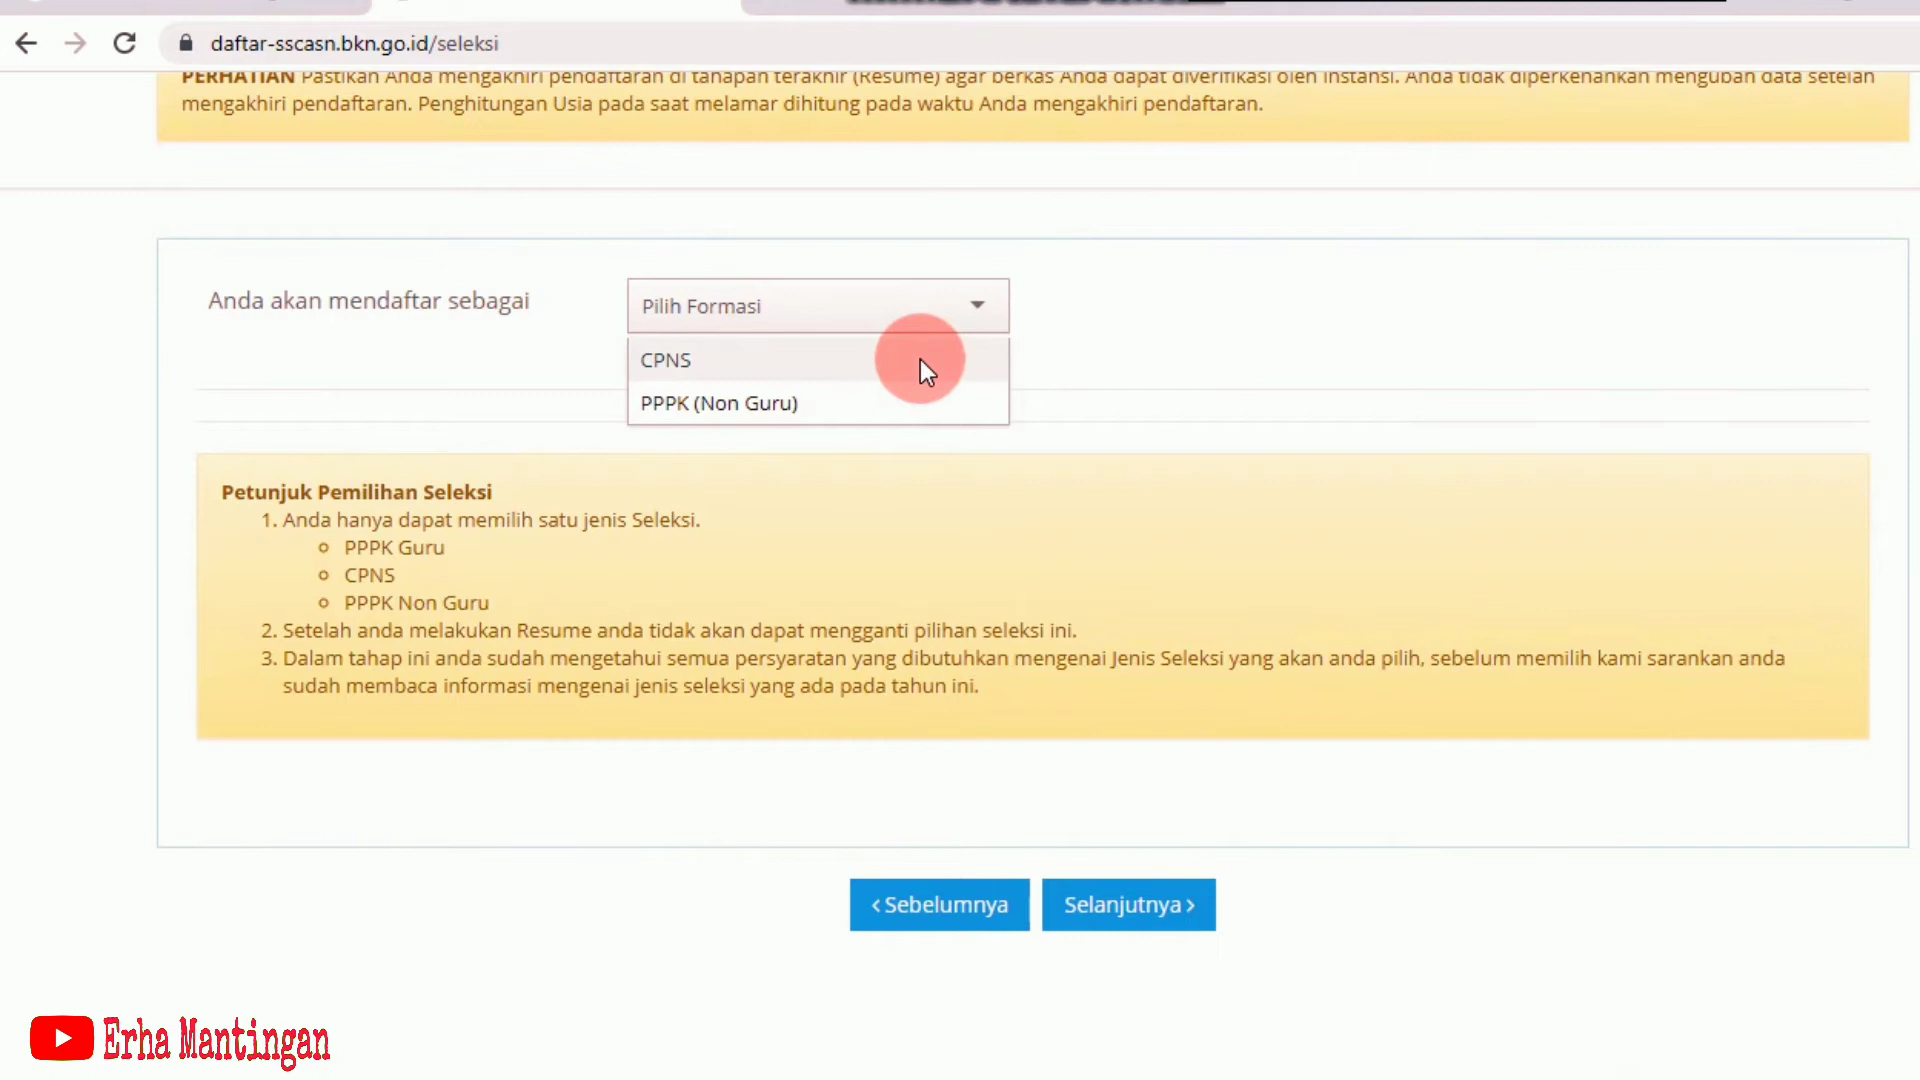 daftar-sscasn.bkn.go.id/seleksi
PERHATIAN Pastikan Anda mengakhiri pendaftaran di tahapan terakhir (Resume) agar berkas Anda dapat diverifikasi oleh Instansi. Anda tidak diperkenankan mengubah data setelah
mengakhiri pendaftaran. Penghitungan Usia pada saat melamar dihitung pada waktu Anda mengakhiri pendaftaran.
Anda akan mendaftar sebagai
Pilih Formasi
CPNS
PPPK (Non Guru)
Petunjuk Pemilihan Seleksi
1. Anda hanya dapat memilih satu jenis Seleksi.
PPPK Guru
CPNS
PPPK Non Guru
2. Setelah anda melakukan Resume anda tidak akan dapat mengganti pilihan seleksi ini.
3. Dalam tahap ini anda sudah mengetahui semua persyaratan yang dibutuhkan mengenai Jenis Seleksi yang akan anda pilih, sebelum memilih kami sarankan anda
sudah membaca informasi mengenai jenis seleksi yang ada pada tahun ini.
‹ Sebelumnya
Selanjutnya ›
Erha Mantingan